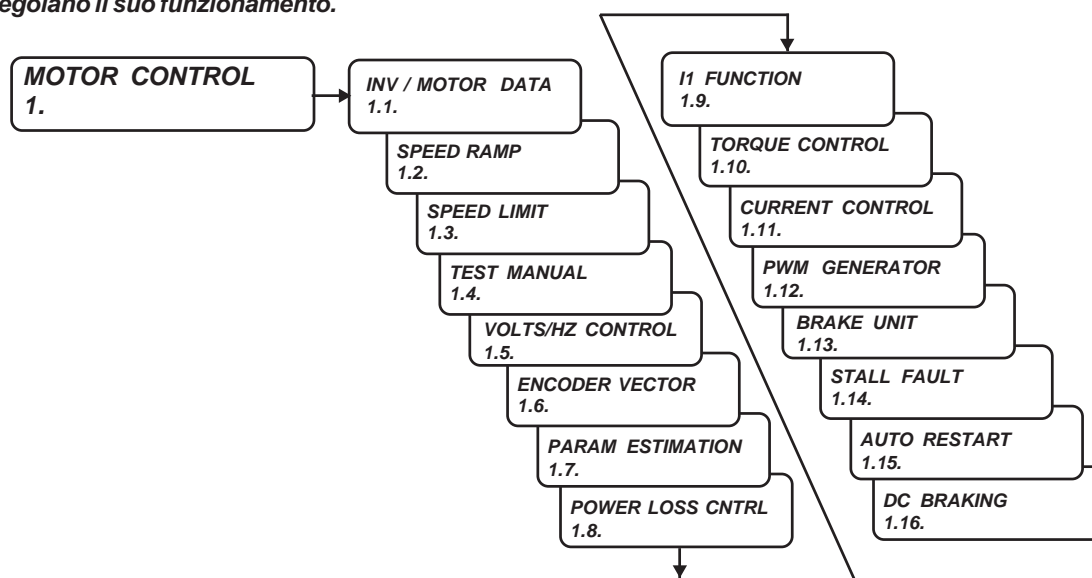 egolano il suo funzionamento.
MOTOR CONTROL
1.
INV / MOTOR DATA
1.1.
SPEED RAMP
1.2.
SPEED LIMIT
1.3.
TEST MANUAL
1.4.
VOLTS/HZ CONTROL
1.5.
ENCODER VECTOR
1.6.
PARAM ESTIMATION
1.7.
POWER LOSS CNTRL
1.8.
I1 FUNCTION
1.9.
TORQUE CONTROL
1.10.
CURRENT CONTROL
1.11.
PWM GENERATOR
1.12.
BRAKE UNIT
1.13.
STALL FAULT
1.14.
AUTO RESTART
1.15.
DC BRAKING
1.16.